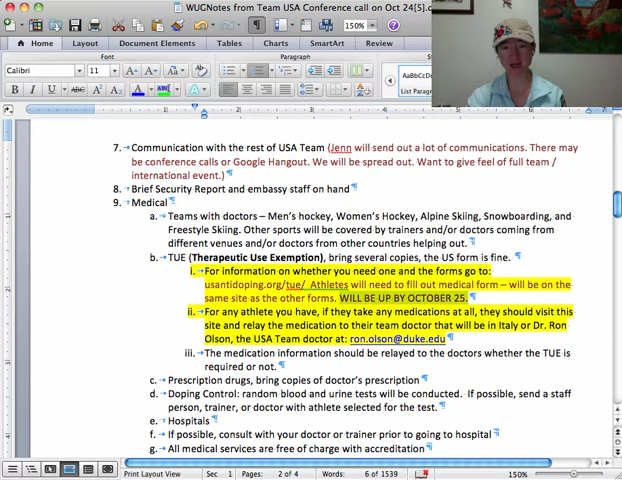 WUGNotes from Team USA Conference call on Oct 24[5].
150%
Home Layout Document Elements Tables Charts SmartArt Review
Font Paragraph
Calibri 11
AaBbCcDdEe
Normal
7. Communication with the rest of USA Team (Jenn will send out a lot of communications. There may
be conference calls or Google Hangout. We will be spread out. Want to give feel of full team /
international event.)
8. Brief Security Report and embassy staff on hand
9. Medical
a. Teams with doctors – Men's hockey, Women's Hockey, Alpine Skiing, Snowboarding, and
Freestyle Skiing. Other sports will be covered by trainers and/or doctors coming from
different venues and/or doctors from other countries helping out.
b. TUE (Therapeutic Use Exemption), bring several copies, the US form is fine.
i. For information on whether you need one and the forms go to:
usantidoping.org/tue/ Athletes will need to fill out medical form – will be on the
same site as the other forms. WILL BE UP BY OCTOBER 25.
ii. For any athlete you have, if they take any medications at all, they should visit this
site and relay the medication to their team doctor that will be in Italy or Dr. Ron
Olson, the USA Team doctor at: ron.olson@duke.edu
iii. The medication information should be relayed to the doctors whether the TUE is
required or not.
c. Prescription drugs, bring copies of doctor's prescription
d. Doping Control: random blood and urine tests will be conducted. If possible, send a staff
person, trainer, or doctor with athlete selected for the test.
e. Hospitals
f. If possible, consult with your doctor or trainer prior to going to hospital
g. All medical services are free of charge with accreditation
Print Layout View Sec 1 Pages: 2 of 4 Words: 6 of 1539 150%